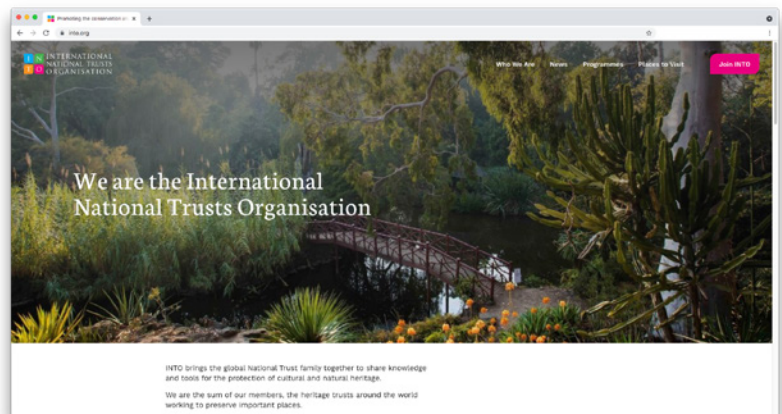 Promoting the conservation an
into.org
INTERNATIONAL
NATIONAL TRUSTS
ORGANISATION
I N
T O
Who We Are News Programmes Places to Visit Join INTO
We are the International
National Trusts Organisation
INTO brings the global National Trust family together to share knowledge
and tools for the protection of cultural and natural heritage.
We are the sum of our members, the heritage trusts around the world
working to preserve important places.